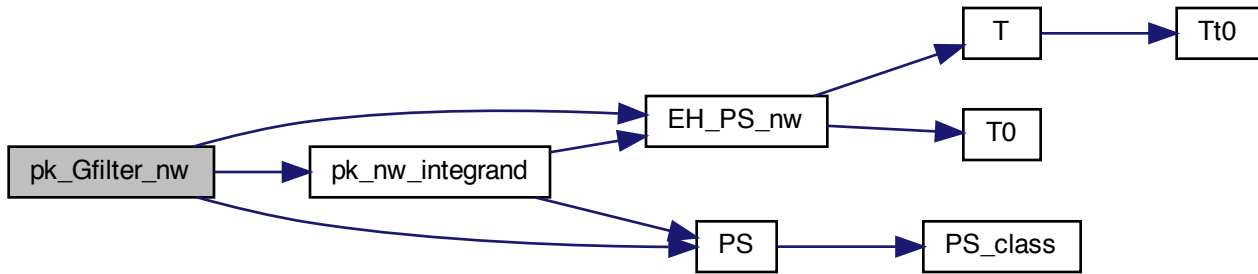 pk_Gfilter_nw
pk_nw_integrand
EH_PS_nw
T
Tt0
T0
PS
PS_class